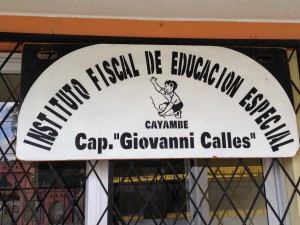 INSTITUTO FISCAL DE EDUCACION ESPECIAL
CAYAMBE
Cap."Giovanni Calles"